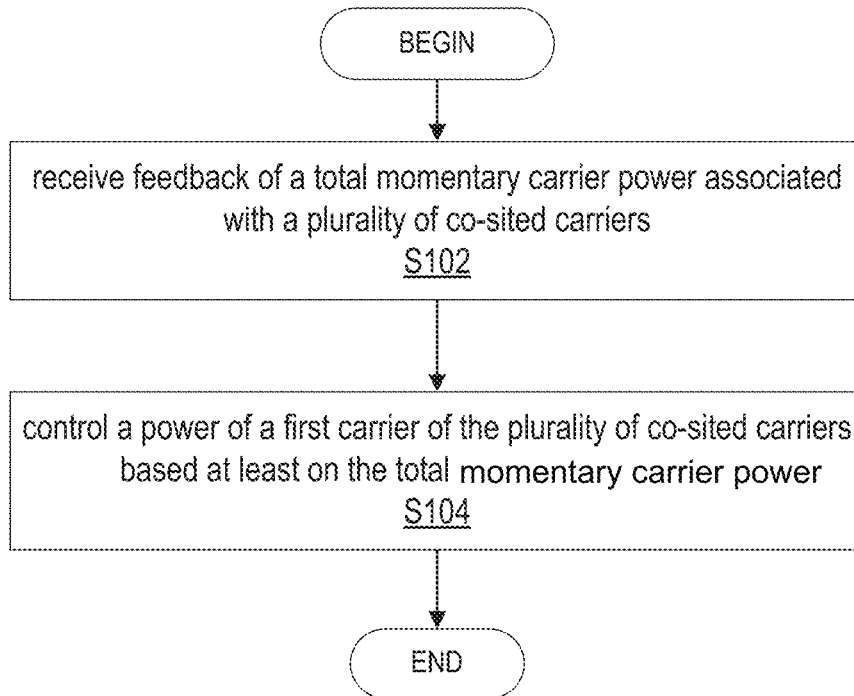 BEGIN
receive feedback of a total momentary carrier power associated
with a plurality of co-sited carriers
S102
control a power of a first carrier of the plurality of co-sited carriers
based at least on the total momentary carrier power
S104
END